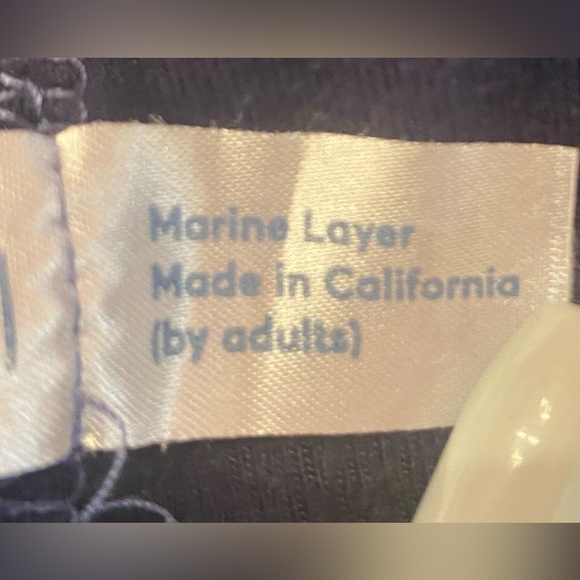 Marine Layer
Made in California
(by adults)